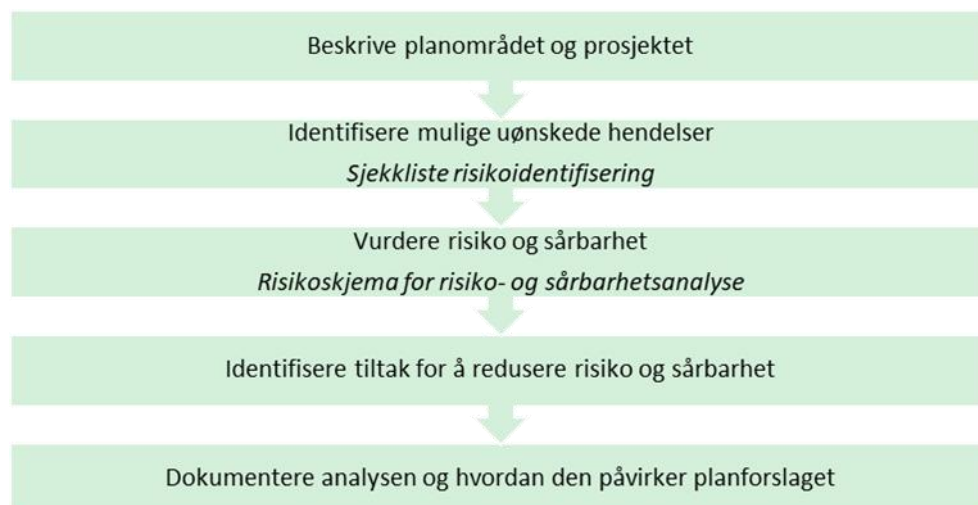 Beskrive planområdet og prosjektet
Identifisere mulige uønskede hendelser
Sjekkliste risikoidentifisering
Vurdere risiko og sårbarhet
Risikoskjema for risiko- og sårbarhetsanalyse
Identifisere tiltak for å redusere risiko og sårbarhet
Dokumentere analysen og hvordan den påvirker planforslaget